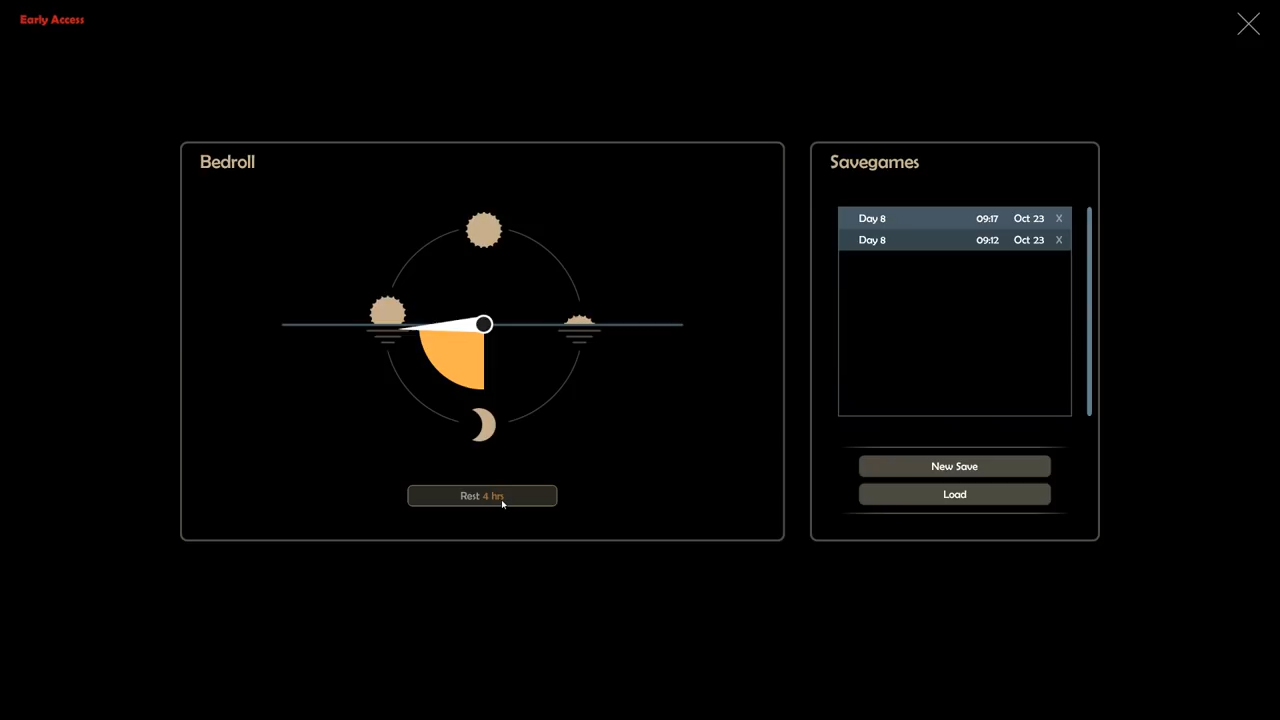 Early Access
Bedroll
Rest 4 hrs
Savegames
Day 8 09:17 Oct 23 X
Day 8 09:12 Oct 23 X
New Save
Load